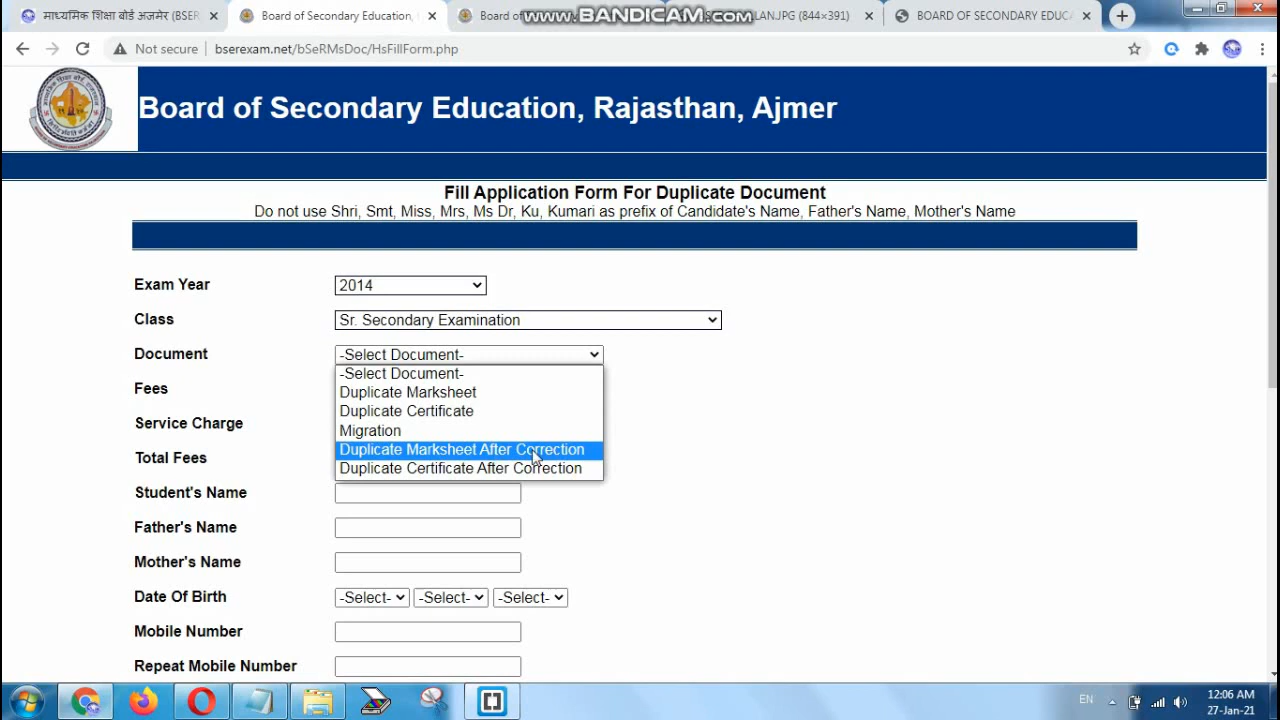 माध्यमिक शिक्षा बोर्ड अजमेर (BSER
Board of Secondary Education,
Board of
www.BANDICAM.com
LAN.JPG (844×391)
BOARD OF SECONDARY EDUCA
Not secure
bserexam.net/bSeRMsDoc/HsFillForm.php
Board of Secondary Education, Rajasthan, Ajmer
Fill Application Form For Duplicate Document
Do not use Shri, Smt, Miss, Mrs, Ms Dr, Ku, Kumari as prefix of Candidate's Name, Father's Name, Mother's Name
Exam Year 2014
Class Sr. Secondary Examination
Document -Select Document-
-Select Document-
Fees
Duplicate Marksheet
Duplicate Certificate
Service Charge
Migration
Duplicate Marksheet After Correction
Total Fees
Duplicate Certificate After Correction
Student's Name
Father's Name
Mother's Name
Date Of Birth -Select- -Select- -Select-
Mobile Number
Repeat Mobile Number
EN
12:06 AM
27-Jan-21